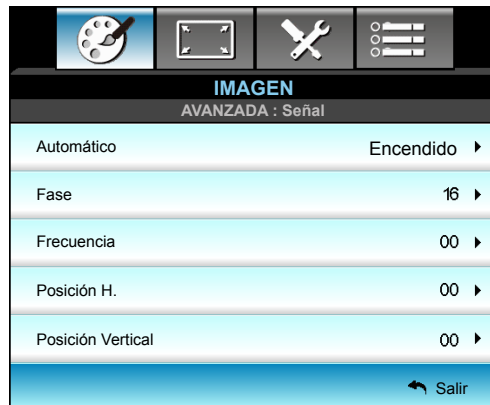 IMAGEN
AVANZADA : Señal
Automático Encendido
Fase 16
Frecuencia 00
Posición H. 00
Posición Vertical 00
Salir